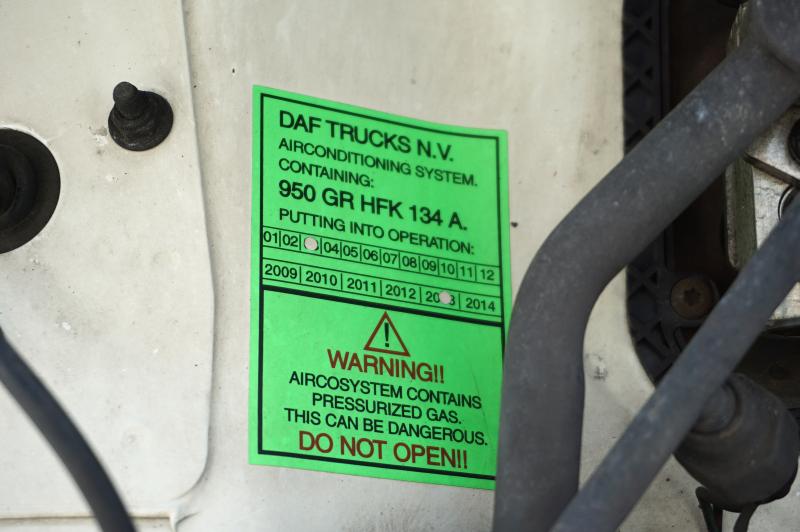 DAF TRUCKS N.V.
AIRCONDITIONING SYSTEM.
CONTAINING:
950 GR HFK 134 A.
PUTTING INTO OPERATION:
01 02 04 05 06 07 08 09 10 11 12
2009 2010 2011 2012 2014
WARNING!!
AIRCOSYSTEM CONTAINS
PRESSURIZED GAS.
THIS CAN BE DANGEROUS.
DO NOT OPEN!!